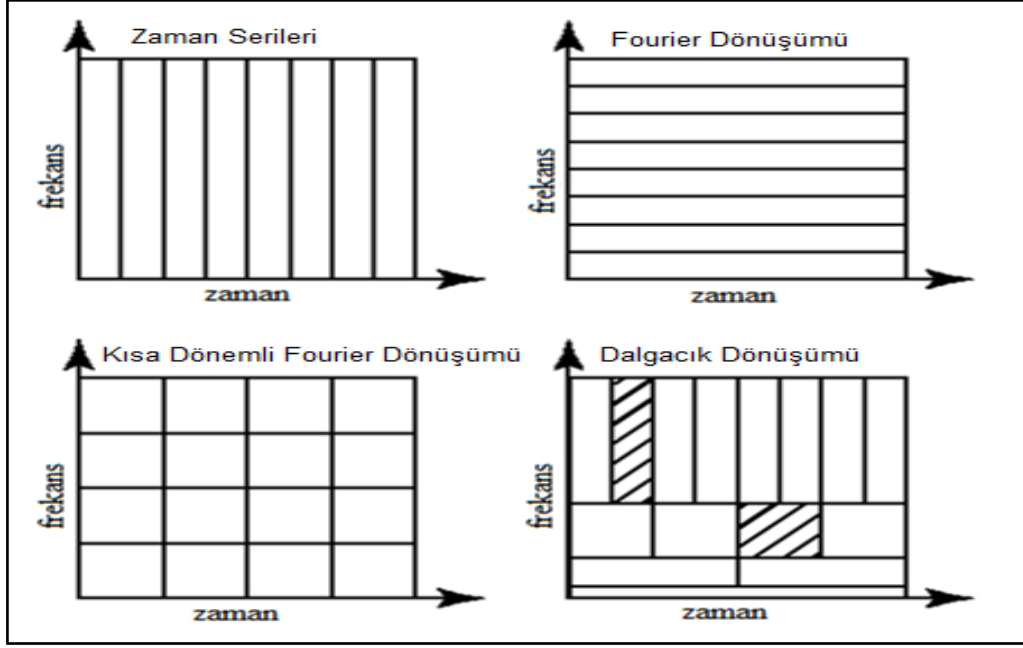 Zaman Serileri
frekans
zaman
Fourier Dönüşümü
frekans
zaman
Kısa Dönemli Fourier Dönüşümü
frekans
zaman
Dalgacık Dönüşümü
frekans
zaman